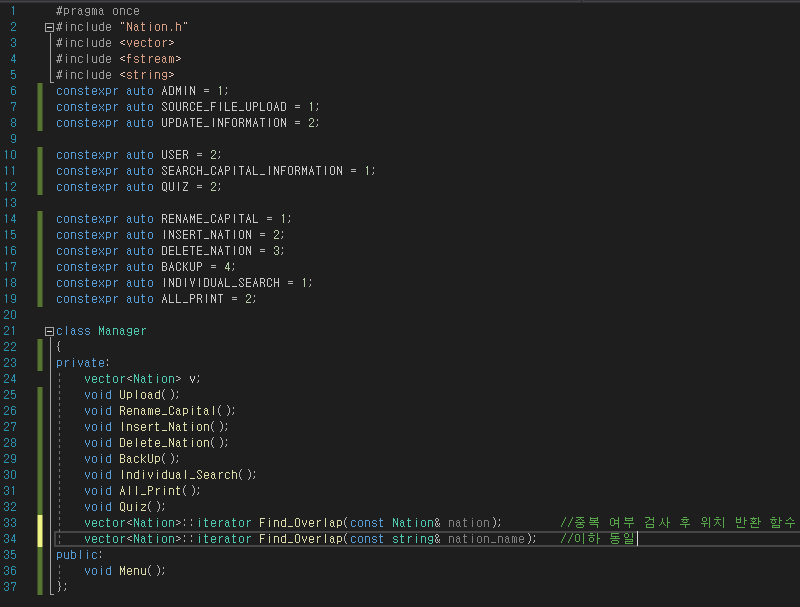 1 #pragma once
2 #include "Nation.h"
3 #include <vector>
4 #include <fstream>
5 #include <string>
6 constexpr auto ADMIN = 1;
7 constexpr auto SOURCE_FILE_UPLOAD = 1;
8 constexpr auto UPDATE_INFORMATION = 2;
9
10 constexpr auto USER = 2;
11 constexpr auto SEARCH_CAPITAL_INFORMATION = 1;
12 constexpr auto QUIZ = 2;
13
14 constexpr auto RENAME_CAPITAL = 1;
15 constexpr auto INSERT_NATION = 2;
16 constexpr auto DELETE_NATION = 3;
17 constexpr auto BACKUP = 4;
18 constexpr auto INDIVIDUAL_SEARCH = 1;
19 constexpr auto ALL_PRINT = 2;
20
21 class Manager
22 {
23 private:
24 vector<Nation> v;
25 void Upload();
26 void Rename_Capital();
27 void Insert_Nation();
28 void Delete_Nation();
29 void BackUp();
30 void Individual_Search();
31 void All_Print();
32 void Quiz();
33 vector<Nation>::iterator Find_Overlap(const Nation& nation); //중복 여부 검사 후 위치 반환 함수
34 vector<Nation>::iterator Find_Overlap(const string& nation_name); //이하 동일
35 public:
36 void Menu();
37 };